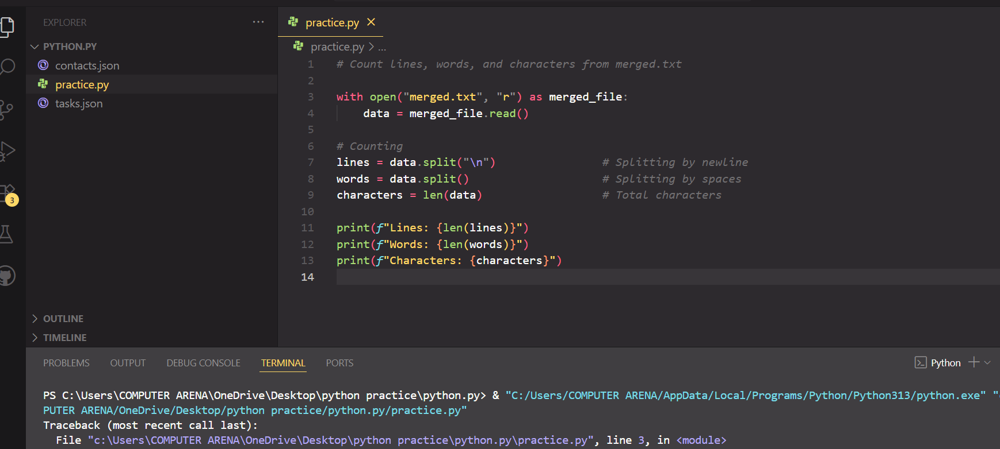 EXPLORER
PYTHON.PY
contacts.json
practice.py
tasks.json
3
OUTLINE
TIMELINE
practice.py
practice.py > ...
1 # Count lines, words, and characters from merged.txt
2
3 with open("merged.txt", "r") as merged_file:
4     data = merged_file.read()
5
6 # Counting
7 lines = data.split("\n")                # Splitting by newline
8 words = data.split()                    # Splitting by spaces
9 characters = len(data)                  # Total characters
10
11 print(f"Lines: {len(lines)}")
12 print(f"Words: {len(words)}")
13 print(f"Characters: {characters}")
14
PROBLEMS OUTPUT DEBUG CONSOLE TERMINAL PORTS
Python
PS C:\Users\COMPUTER ARENA\OneDrive\Desktop\python practice\python.py> & "C:/Users/COMPUTER ARENA/AppData/Local/Programs/Python/Python313/python.exe" "
PUTER ARENA/OneDrive/Desktop/python practice/python.py/practice.py"
Traceback (most recent call last):
  File "c:\Users\COMPUTER ARENA\OneDrive\Desktop\python practice\python.py\practice.py", line 3, in <module>